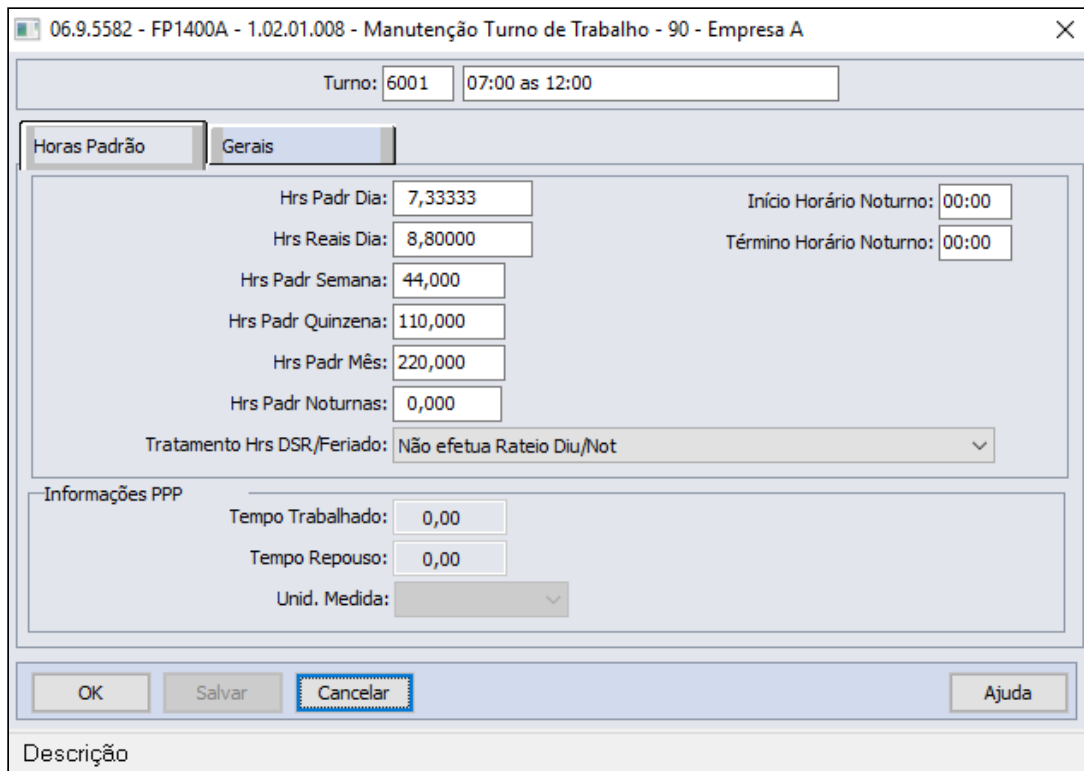 06.9.5582 - FP1400A - 1.02.01.008 - Manutenção Turno de Trabalho - 90 - Empresa A
Turno: 6001 07:00 as 12:00
Horas Padrão Gerais
Hrs Padr Dia: 7,33333 Início Horário Noturno: 00:00
Hrs Reais Dia: 8,80000 Término Horário Noturno: 00:00
Hrs Padr Semana: 44,000
Hrs Padr Quinzena: 110,000
Hrs Padr Mês: 220,000
Hrs Padr Noturnas: 0,000
Tratamento Hrs DSR/Feriado: Não efetua Rateio Diu/Not
Informações PPP
Tempo Trabalhado: 0,00
Tempo Repouso: 0,00
Unid. Medida:
OK Salvar Cancelar Ajuda
Descrição